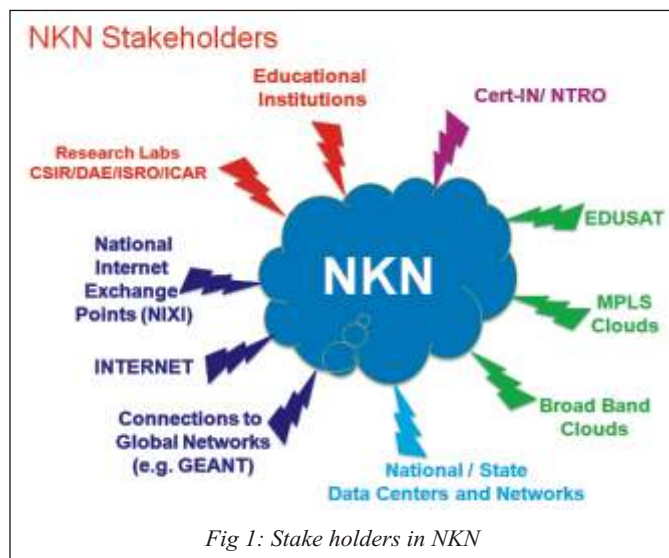 NKN Stakeholders
Educational
Institutions
Cert-IN/ NTRO
Research Labs
CSIR/DAE/ISRO/ICAR
EDUSAT
National
Internet
Exchange
Points (NIXI)
NKN
MPLS
Clouds
INTERNET
Broad Band
Clouds
Connections to
Global Networks
(e.g. GEANT)
National / State
Data Centers and Networks
Fig 1: Stake holders in NKN